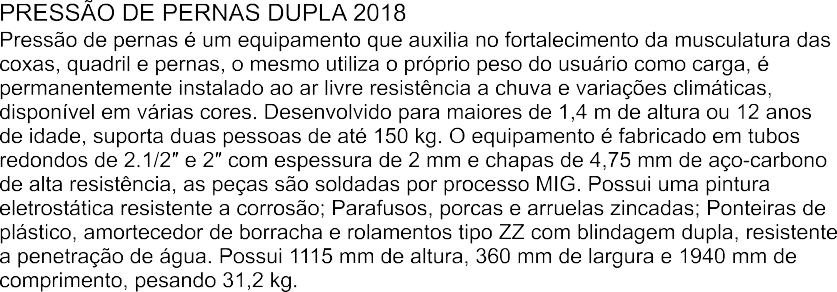 PRESSÃO DE PERNAS DUPLA 2018
Pressão de pernas é um equipamento que auxilia no fortalecimento da musculatura das
coxas, quadril e pernas, o mesmo utiliza o próprio peso do usuário como carga, é
permanentemente instalado ao ar livre resistência a chuva e variações climáticas,
disponível em várias cores. Desenvolvido para maiores de 1,4 m de altura ou 12 anos
de idade, suporta duas pessoas de até 150 kg. O equipamento é fabricado em tubos
redondos de 2.1/2″ e 2″ com espessura de 2 mm e chapas de 4,75 mm de aço-carbono
de alta resistência, as peças são soldadas por processo MIG. Possui uma pintura
eletrostática resistente a corrosão; Parafusos, porcas e arruelas zincadas; Ponteiras de
plástico, amortecedor de borracha e rolamentos tipo ZZ com blindagem dupla, resistente
a penetração de água. Possui 1115 mm de altura, 360 mm de largura e 1940 mm de
comprimento, pesando 31,2 kg.